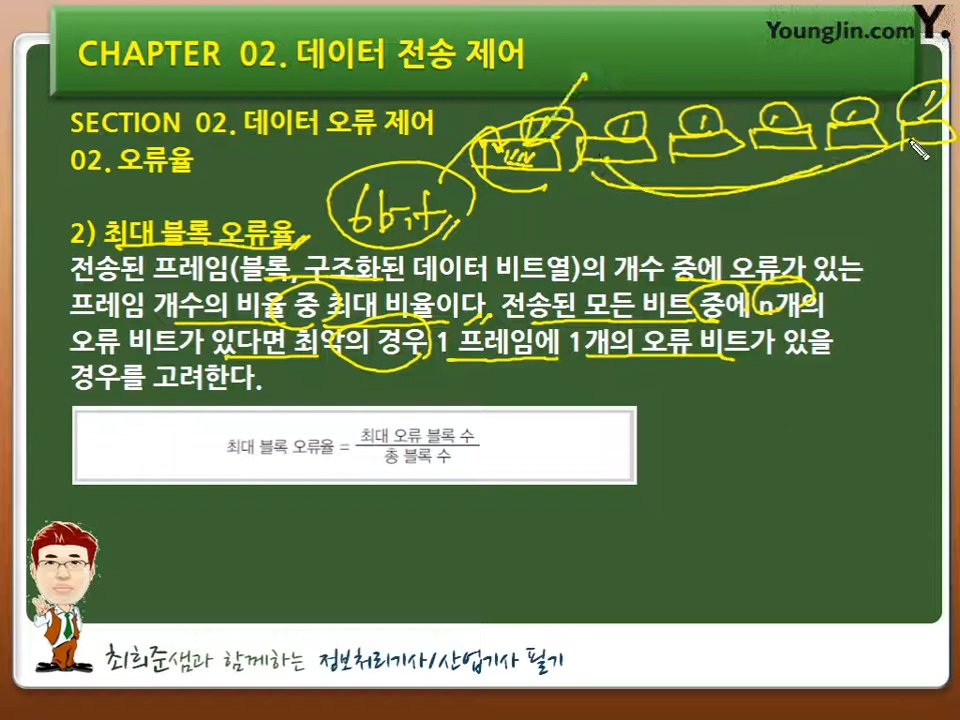 YoungJin.com Y.
CHAPTER 02. 데이터 전송 제어
SECTION 02. 데이터 오류 제어
02. 오류율
6bit
1 1 1 1 1
2) 최대 블록 오류율
전송된 프레임(블록, 구조화된 데이터 비트열)의 개수 중에 오류가 있는
프레임 개수의 비율 중 최대 비율이다. 전송된 모든 비트 중에 n개의
오류 비트가 있다면 최악의 경우 1 프레임에 1개의 오류 비트가 있을
경우를 고려한다.
최대 블록 오류율 = 최대 오류 블록 수
총 블록 수
최희준샘과 함께하는 정보처리기사/산업기사 필기